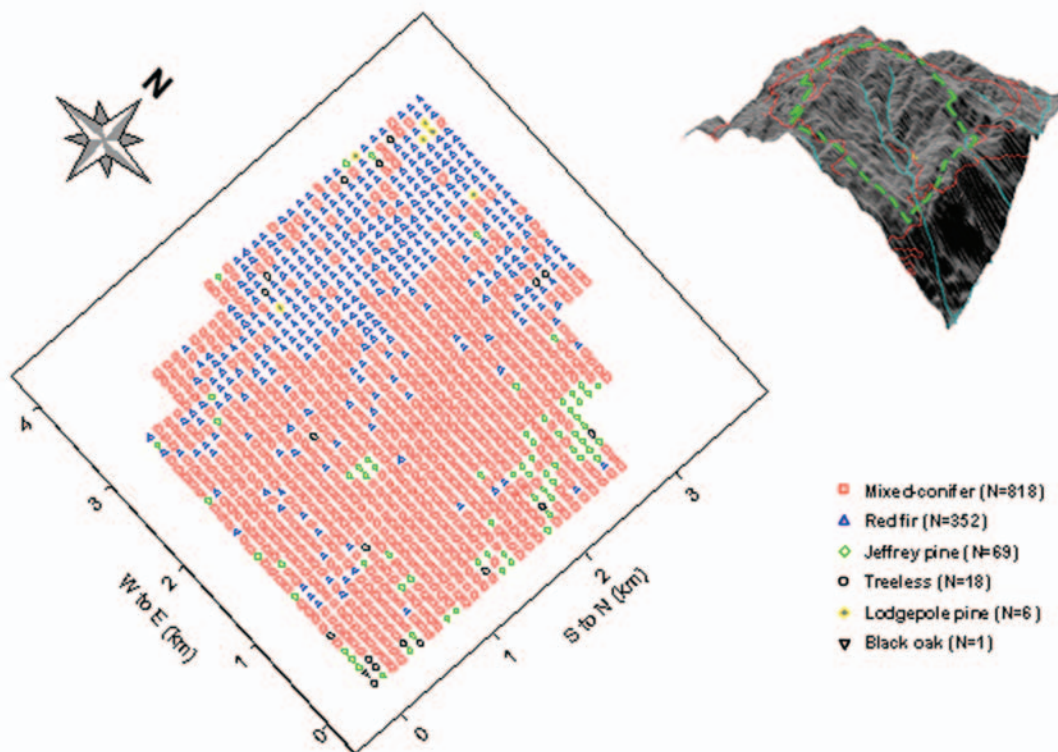 N
4
3
2
1
0
W to E (km)
0
1
2
3
S to N (km)
Mixed-conifer (N=818)
Red fir (N=352)
Jeffrey pine (N=69)
Treeless (N=18)
Lodgepole pine (N=6)
Black oak (N=1)